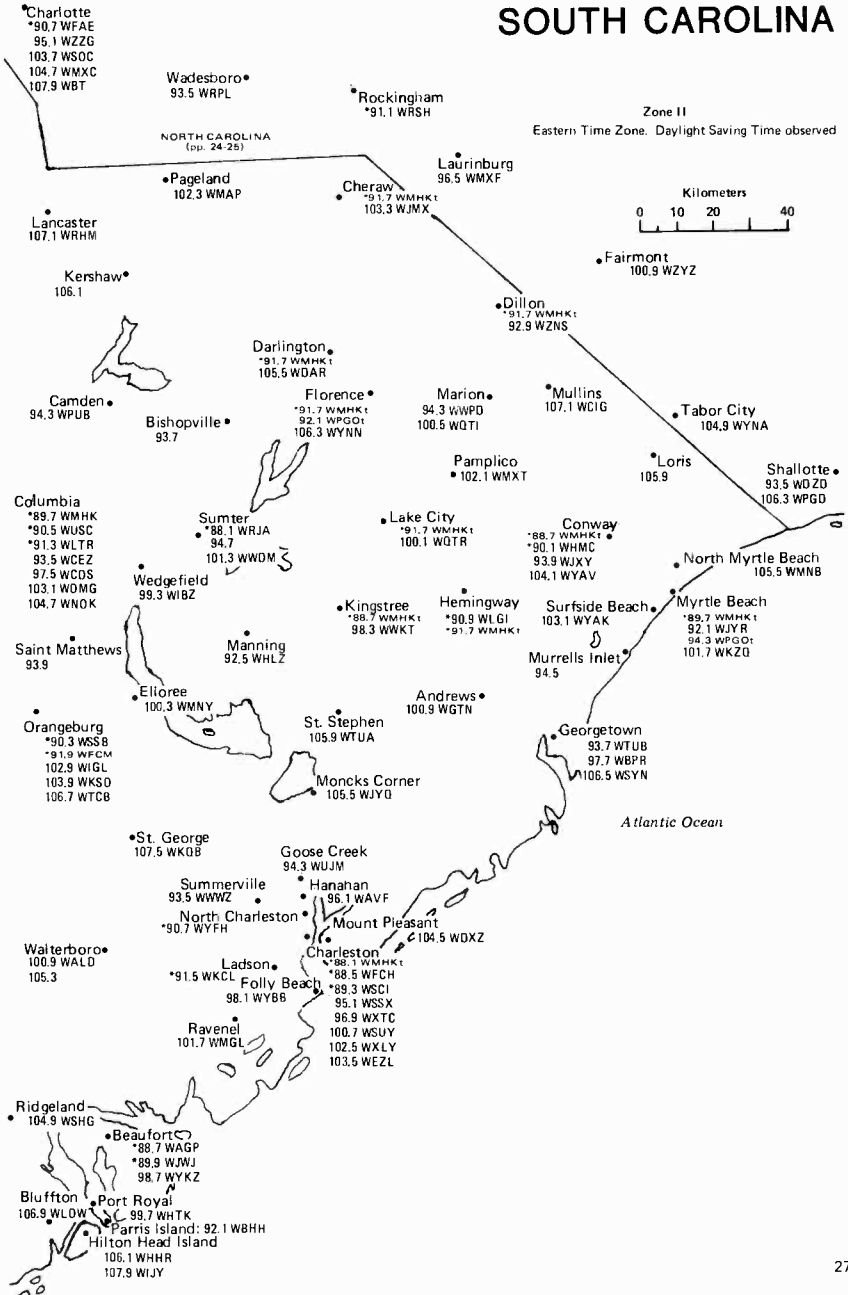 SOUTH CAROLINA
Charlotte
*90.7 WFAE
95.1 WZZG
103.7 WSOC
104.7 WMXC
107.9 WBT
Wadesboro
93.5 WRPL
Rockingham
*91.1 WRSH
Zone II
Eastern Time Zone. Daylight Saving Time observed
NORTH CAROLINA
(pp. 24-25)
Laurinburg
96.5 WMXF
Pageland
102.3 WMAP
Cheraw
*91.7 WMHKt
103.3 WJMX
Kilometers
0 10 20 40
Lancaster
107.1 WRHM
Fairmont
100.9 WZYZ
Kershaw
106.1
Dillon
*91.7 WMHKt
92.9 WZNS
Darlington
*91.7 WMHKt
105.5 WDAR
Camden
94.3 WPUB
Bishopville
93.7
Florence
*91.7 WMHKt
92.1 WPGOt
106.3 WYNN
Marion
94.3 WWPD
100.5 WQTI
Mullins
107.1 WCIG
Tabor City
104.9 WYNA
Pamplico
102.1 WMXT
Loris
105.9
Shallotte
93.5 WDZD
106.3 WPGD
Columbia
*89.7 WMHK
*90.5 WUSC
*91.3 WLTR
93.5 WCEZ
97.5 WCOS
103.1 WOMG
104.7 WNOK
Sumter
*88.1 WRJA
94.7
101.3 WWDM
Lake City
*91.7 WMHKt
100.1 WQTR
Conway
*88.7 WMHKt
*90.1 WHMC
93.9 WJXY
104.1 WYAV
North Myrtle Beach
105.5 WMNB
Wedgefield
99.3 WIBZ
Kingstree
*88.7 WMHKt
98.3 WWKT
Hemingway
*90.9 WLGI
*91.7 WMHKt
Surfside Beach
103.1 WYAK
Myrtle Beach
*89.7 WMHKt
92.1 WJYR
94.3 WPGOt
101.7 WKZQ
Saint Matthews
93.9
Manning
92.5 WHLZ
Murrells Inlet
94.5
Elloree
100.3 WMNY
Andrews
100.9 WGTN
Orangeburg
*90.3 WSSB
*91.9 WFCM
102.9 WIGL
103.9 WKSO
106.7 WTCB
St. Stephen
105.9 WTUA
Georgetown
93.7 WTUB
97.7 WBPR
106.5 WSYN
Moncks Corner
105.5 WJYQ
Atlantic Ocean
St. George
107.5 WKQB
Goose Creek
94.3 WUJM
Summerville
93.5 WWWZ
Hanahan
96.1 WAVF
North Charleston
*90.7 WYFH
Mount Pleasant
104.5 WDXZ
Walterboro
100.9 WALD
105.3
Charleston
*88.1 WMHKt
*88.5 WFCH
*89.3 WSCI
95.1 WSSX
96.9 WXTC
100.7 WSUY
102.5 WXLY
103.5 WEZL
Ladson
*91.5 WKCL
Folly Beach
98.1 WYBB
Ravenel
101.7 WMGL
Ridgeland
104.9 WSHG
Beaufort
*88.7 WAGP
*89.9 WJWJ
98.7 WYKZ
Bluffton
106.9 WLOW
Port Royal
99.7 WHTK
Parris Island: 92.1 WBHH
Hilton Head Island
106.1 WHHR
107.9 WIJY
27